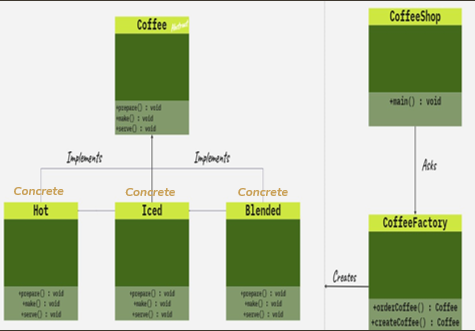 Coffee
Abstract
+prepare() : void
+make() : void
+serve() : void
Implements
Implements
Concrete
Concrete
Concrete
Hot
Iced
Blended
+prepare() : void
+make() : void
+serve() : void
+prepare() : void
+make() : void
+serve() : void
+prepare() : void
+make() : void
+serve() : void
CoffeeShop
+main() : void
Asks
CoffeeFactory
Creates
+orderCoffee() : Coffee
+createCoffee() : Coffee